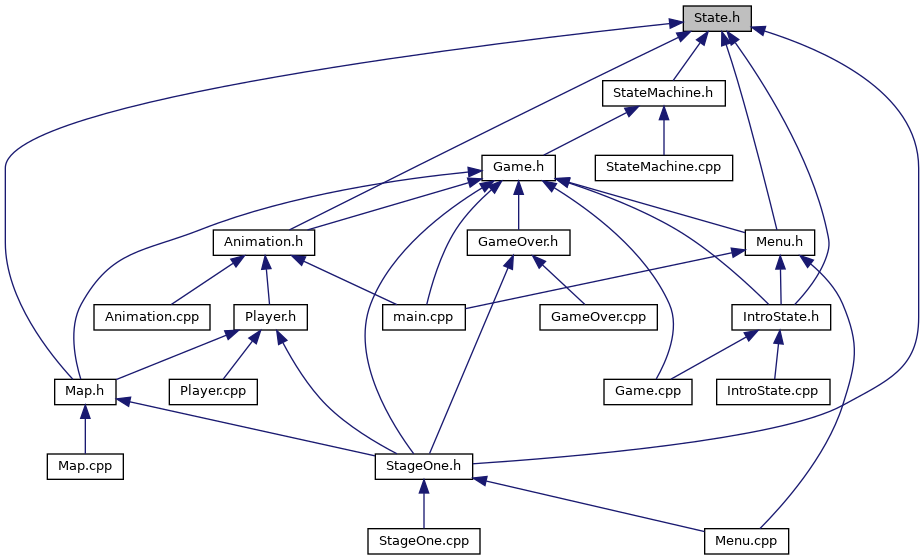 State.h
StateMachine.h
Game.h
StateMachine.cpp
Animation.h
GameOver.h
Menu.h
Animation.cpp
Player.h
main.cpp
GameOver.cpp
IntroState.h
Map.h
Player.cpp
Game.cpp
IntroState.cpp
Map.cpp
StageOne.h
StageOne.cpp
Menu.cpp